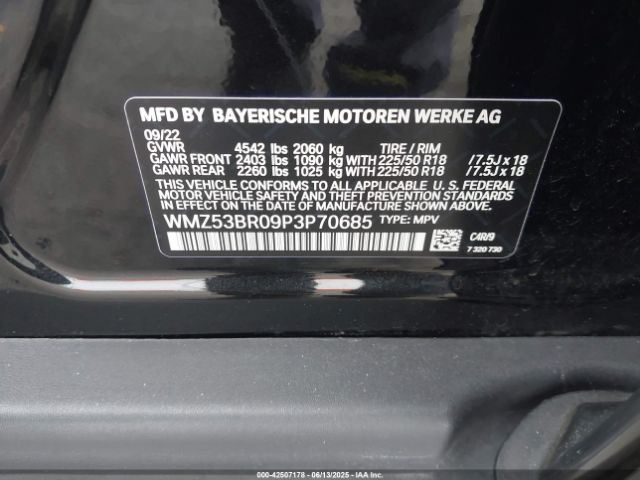 MFD BY BAYERISCHE MOTOREN WERKE AG
09/22
GVWR 4542 lbs 2060 kg TIRE / RIM
GAWR FRONT 2403 lbs 1090 kg WITH 225/50 R18 / 7.5J x 18
GAWR REAR 2260 lbs 1025 kg WITH 225/50 R18 / 7.5J x 18
THIS VEHICLE CONFORMS TO ALL APPLICABLE U. S. FEDERAL
MOTOR VEHICLE SAFETY, BUMPER, AND THEFT PREVENTION
STANDARDS IN EFFECT ON THE DATE OF MANUFACTURE SHOWN ABOVE.
WMZ53BR09P3P70685 TYPE: MPV
C4R/9
7 320 730
000-42507178 - 06/13/2025 - IAAI.COM